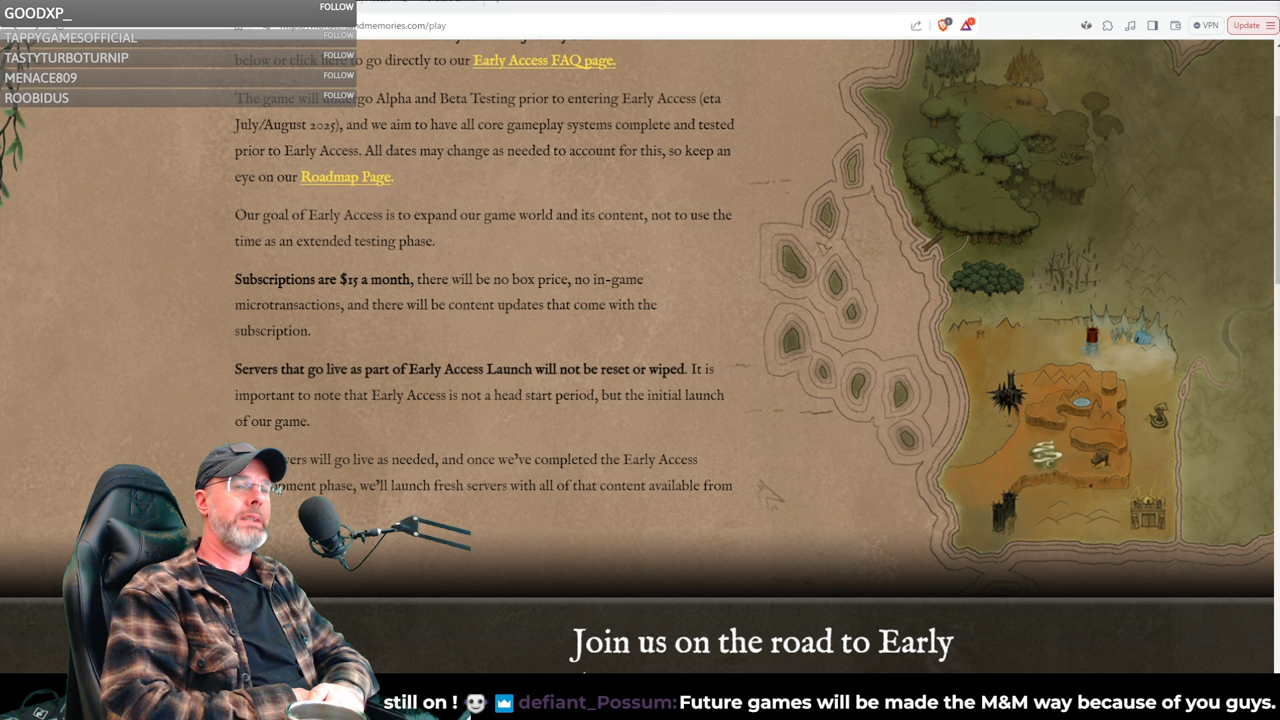 GOODXP_ FOLLOW
TAPPYGAMESOFFICIAL FOLLOW
TASTYTURBOTURNIP FOLLOW
MENACE809 FOLLOW
ROOBIDUS FOLLOW
ndmemories.com/play
VPN
Update
below or click here to go directly to our Early Access FAQ page.
The game will undergo Alpha and Beta Testing prior to entering Early Access (eta
July/August 2025), and we aim to have all core gameplay systems complete and tested
prior to Early Access. All dates may change as needed to account for this, so keep an
eye on our Roadmap Page.
Our goal of Early Access is to expand our game world and its content, not to use the
time as an extended testing phase.
Subscriptions are $15 a month, there will be no box price, no in-game
microtransactions, and there will be content updates that come with the
subscription.
Servers that go live as part of Early Access Launch will not be reset or wiped. It is
important to note that Early Access is not a head start period, but the initial launch
of our game.
vers will go live as needed, and once we've completed the Early Access
opment phase, we'll launch fresh servers with all of that content available from
Join us on the road to Early
still on ! defiant_Possum: Future games will be made the M&M way because of you guys.